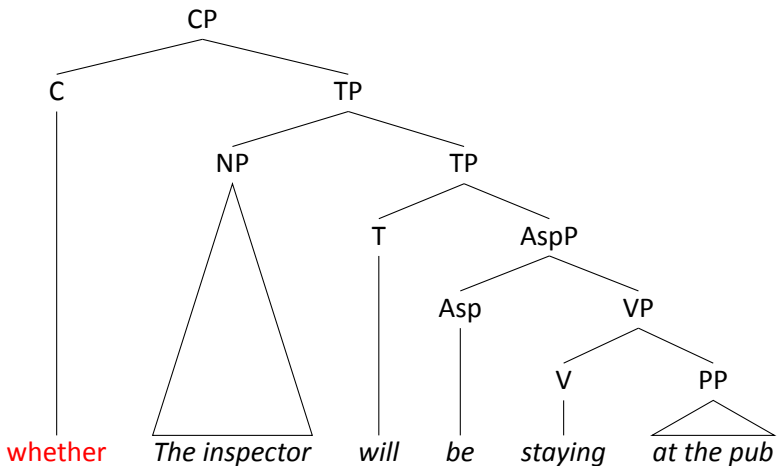 CP
C TP
NP TP
T AspP
Asp VP
V PP
whether The inspector will be staying at the pub